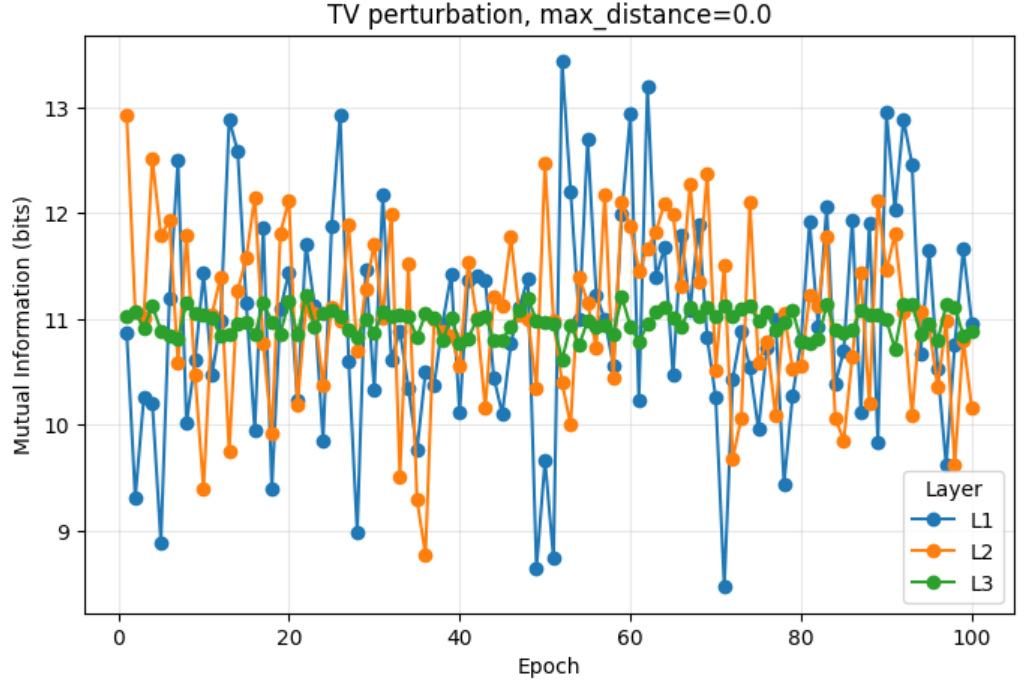 TV perturbation, max_distance=0.0
Mutual Information (bits)
13
12
11
10
9
0
20
40
60
80
100
Epoch
Layer
L1
L2
L3